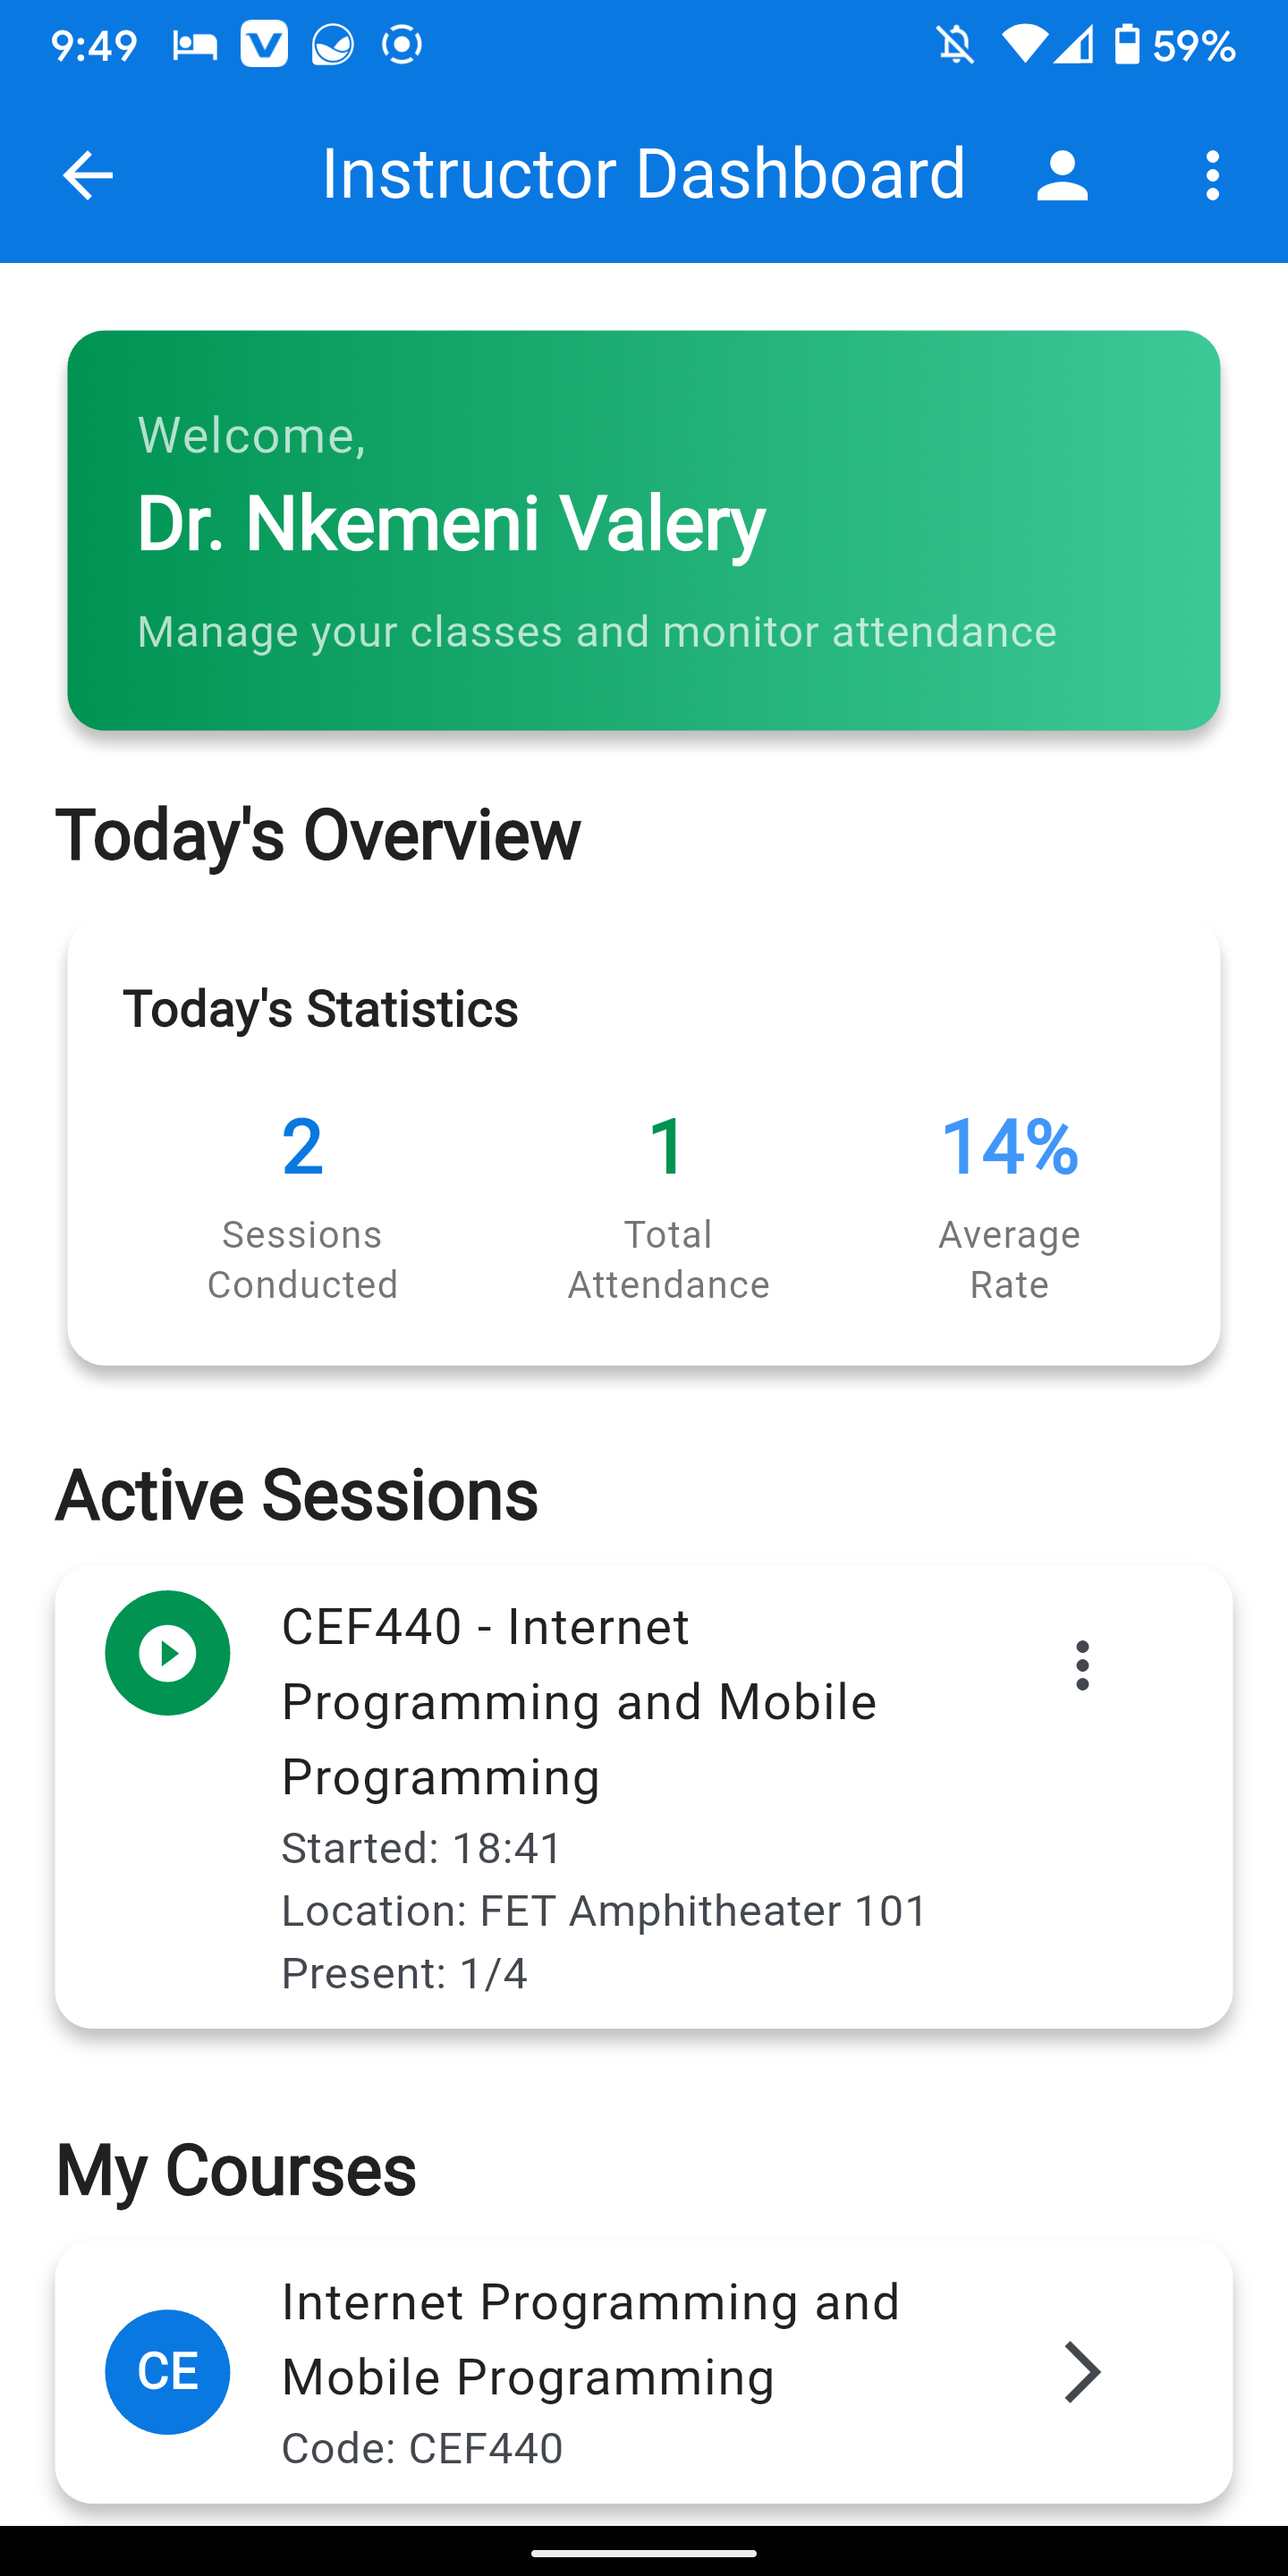 9:49
59%
Instructor Dashboard
Welcome,
Dr. Nkemeni Valery
Manage your classes and monitor attendance
Today's Overview
Today's Statistics
2
Sessions
Conducted
1
Total
Attendance
14%
Average
Rate
Active Sessions
CEF440 - Internet
Programming and Mobile
Programming
Started: 18:41
Location: FET Amphitheater 101
Present: 1/4
My Courses
CE
Internet Programming and
Mobile Programming
Code: CEF440